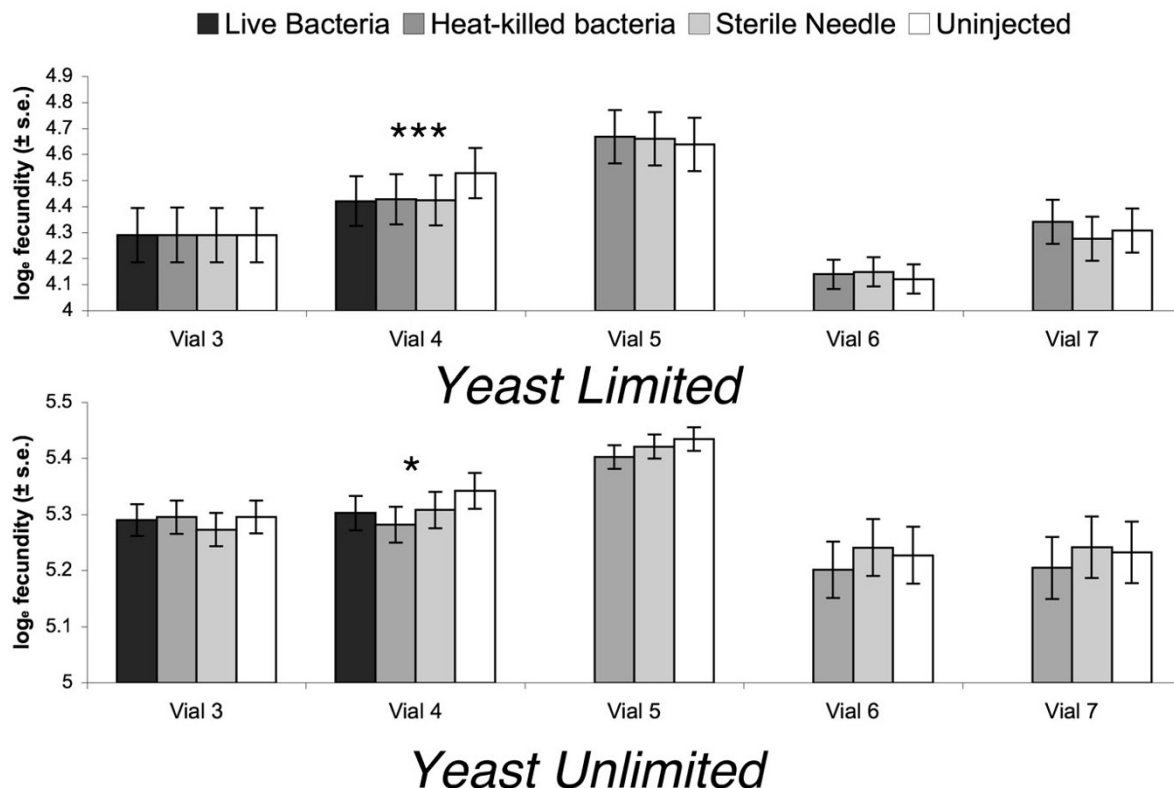 Live Bacteria Heat-killed bacteria Sterile Needle Uninjected
logₑ fecundity (± s.e.)
4.9
4.8
4.7
4.6
4.5
4.4
4.3
4.2
4.1
4
***
Vial 3 Vial 4 Vial 5 Vial 6 Vial 7
Yeast Limited
logₑ fecundity (± s.e.)
5.5
5.4
5.3
5.2
5.1
5
*
Vial 3 Vial 4 Vial 5 Vial 6 Vial 7
Yeast Unlimited